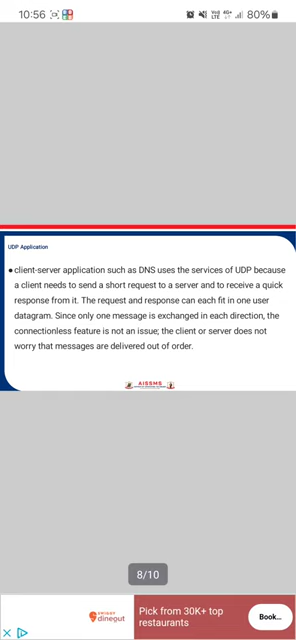 10:56
Vo))
LTE
4G+
80%
UDP Application
● client-server application such as DNS uses the services of UDP because
a client needs to send a short request to a server and to receive a quick
response from it. The request and response can each fit in one user
datagram. Since only one message is exchanged in each direction, the
connectionless feature is not an issue; the client or server does not
worry that messages are delivered out of order.
AISSMS
8/10
SWIGGY
dineout
Pick from 30K+ top
restaurants
Book...